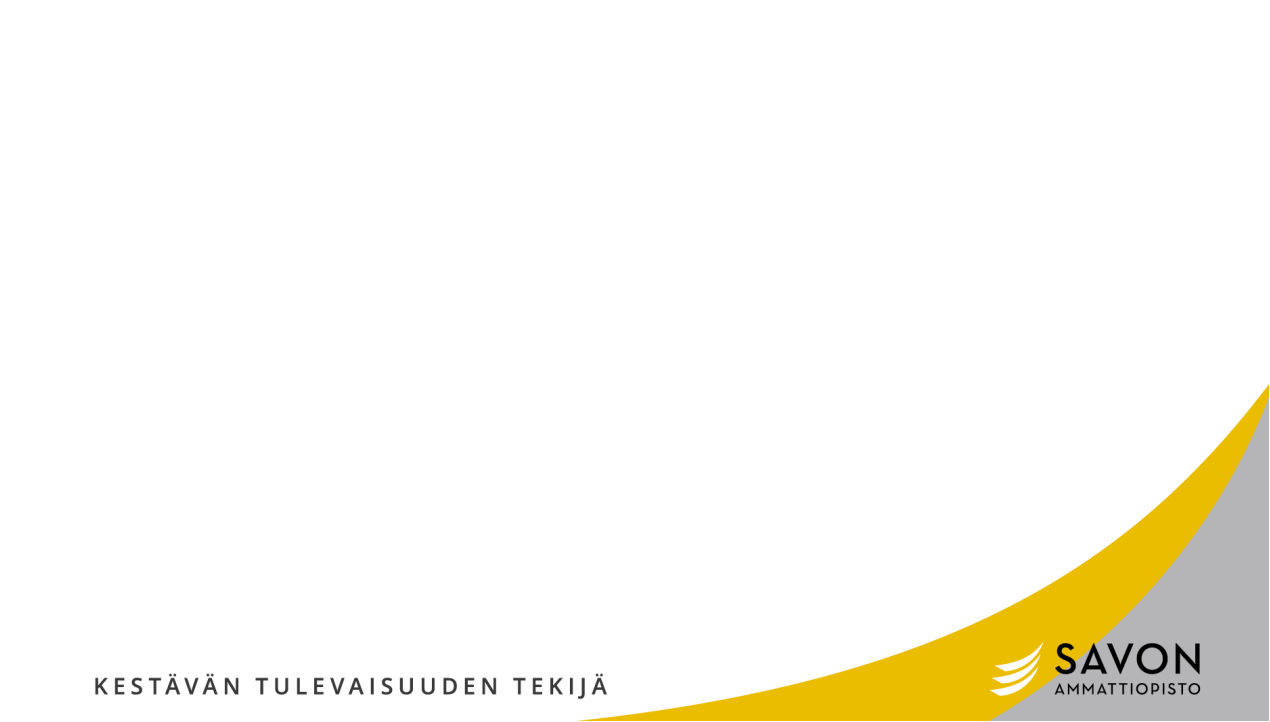 KESTÄVÄN TULEVAISUUDEN TEKIJÄ
SAVON
AMMATTIOPISTO